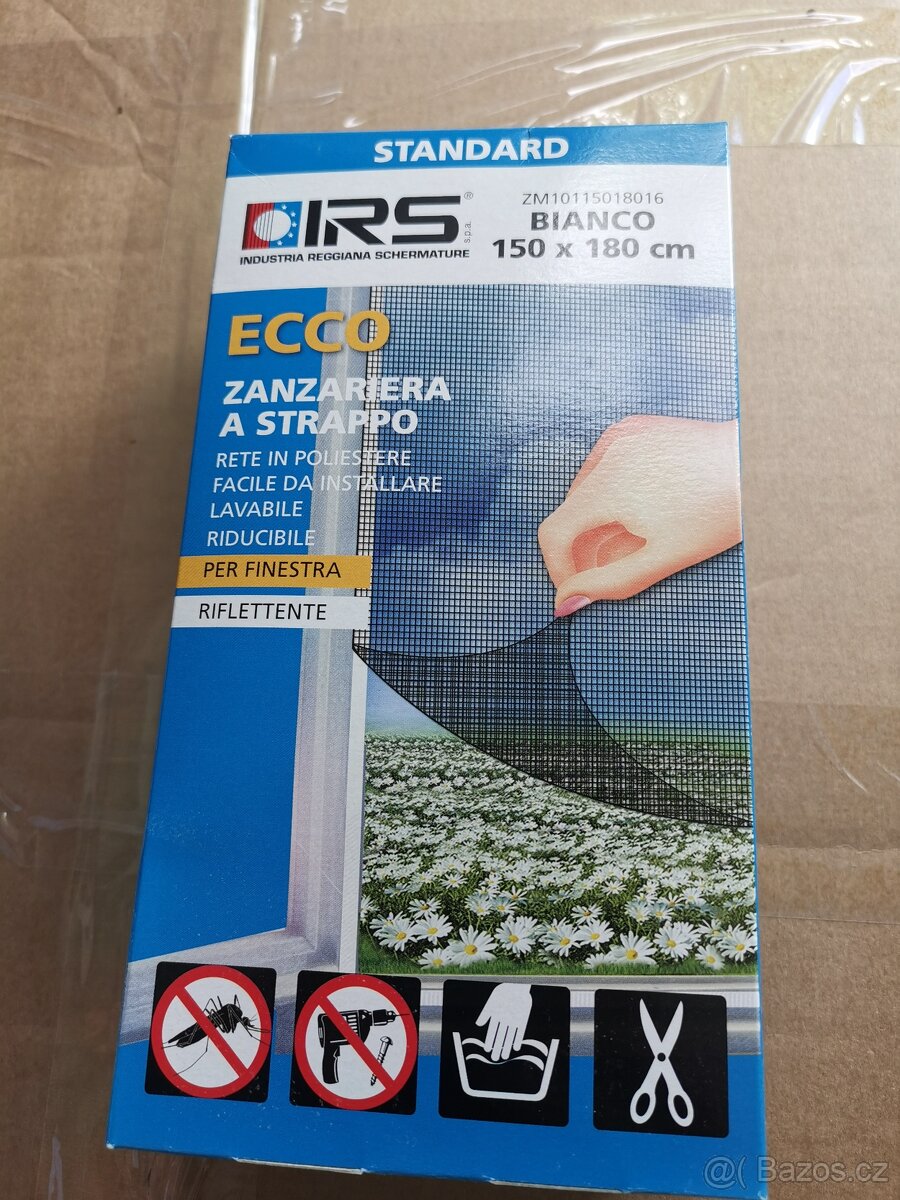 STANDARD
IRS®
s.p.a.
INDUSTRIA REGGIANA SCHERMATURE
ZM10115018016
BIANCO
150 x 180 cm
ECCO
ZANZARIERA
A STRAPPO
RETE IN POLIESTERE
FACILE DA INSTALLARE
LAVABILE
RIDUCIBILE
PER FINESTRA
RIFLETTENTE
@( Bazos.cz